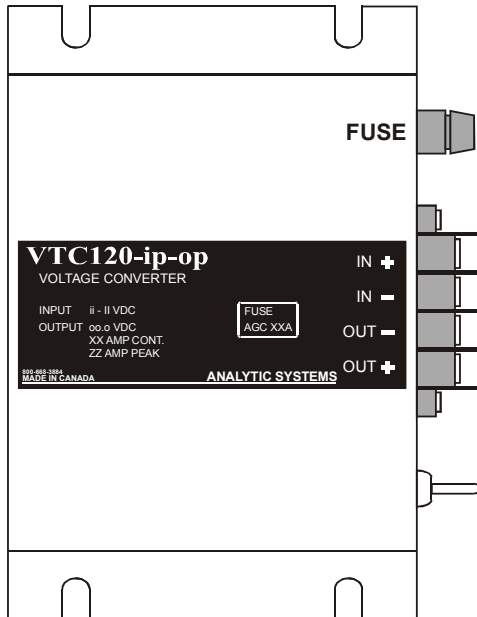 FUSE
VTC120-ip-op
VOLTAGE CONVERTER
INPUT ii - II VDC
OUTPUT oo.o VDC
XX AMP CONT.
ZZ AMP PEAK
FUSE
AGC XXA
IN +
IN -
OUT -
OUT +
800-668-3884
MADE IN CANADA
ANALYTIC SYSTEMS